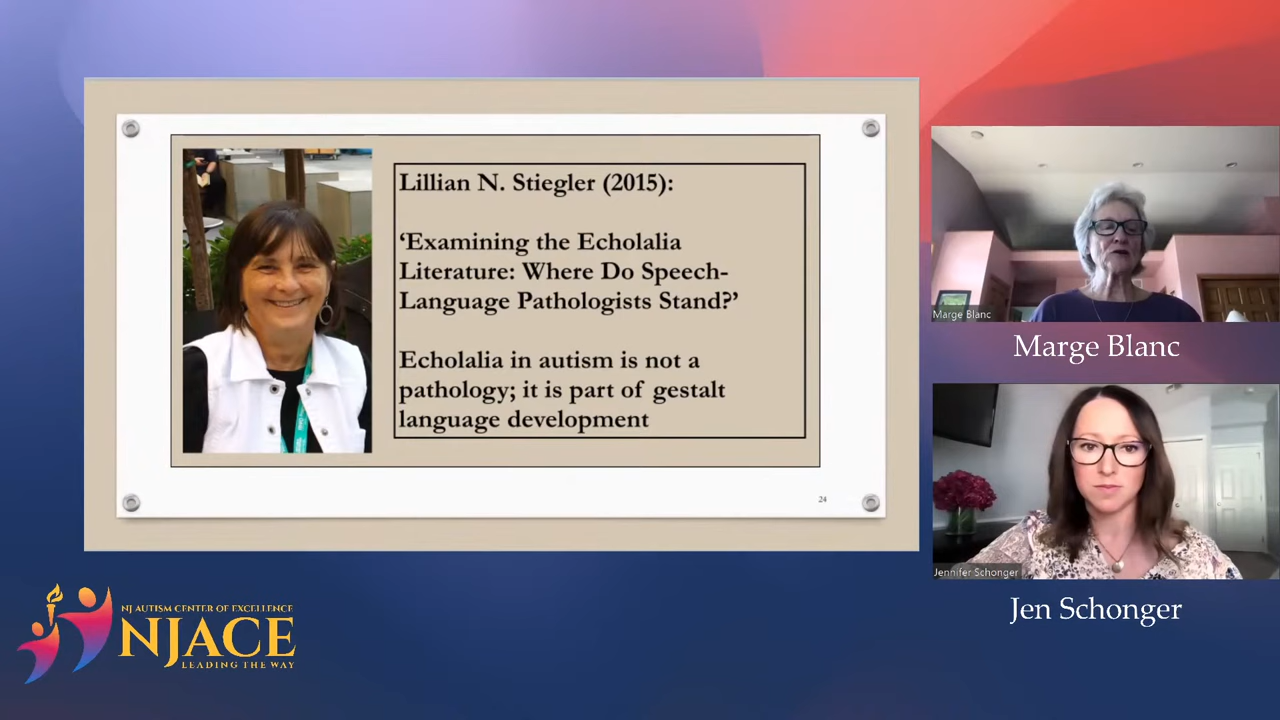 Lillian N. Stiegler (2015):
‘Examining the Echolalia
Literature: Where Do Speech-
Language Pathologists Stand?’
Echolalia in autism is not a
pathology; it is part of gestalt
language development
24
Marge Blanc
Marge Blanc
Jennifer Schonger
Jen Schonger
NJ AUTISM CENTER OF EXCELLENCE
NJACE
LEADING THE WAY